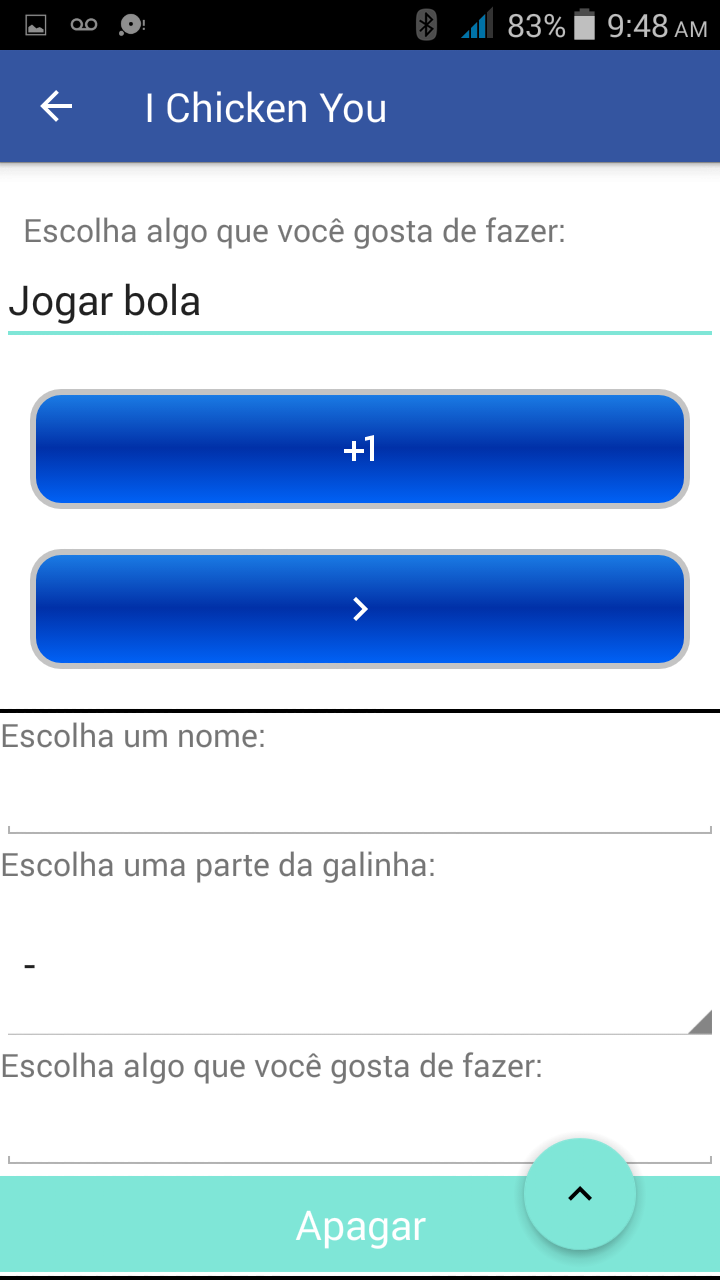 83% 9:48 AM
I Chicken You
Escolha algo que você gosta de fazer:
Jogar bola
+1
>
Escolha um nome:
Escolha uma parte da galinha:
-
Escolha algo que você gosta de fazer:
Apagar